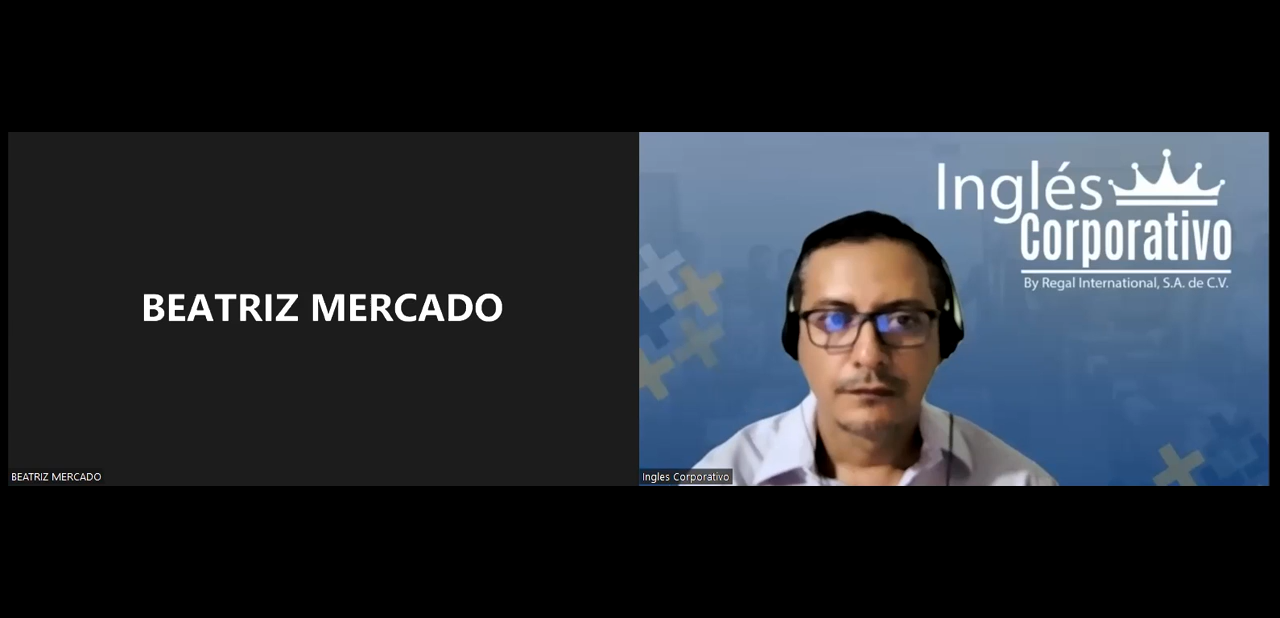 BEATRIZ MERCADO
BEATRIZ MERCADO
Inglés
Corporativo
By Regal International, S.A. de C.V.
Ingles Corporativo